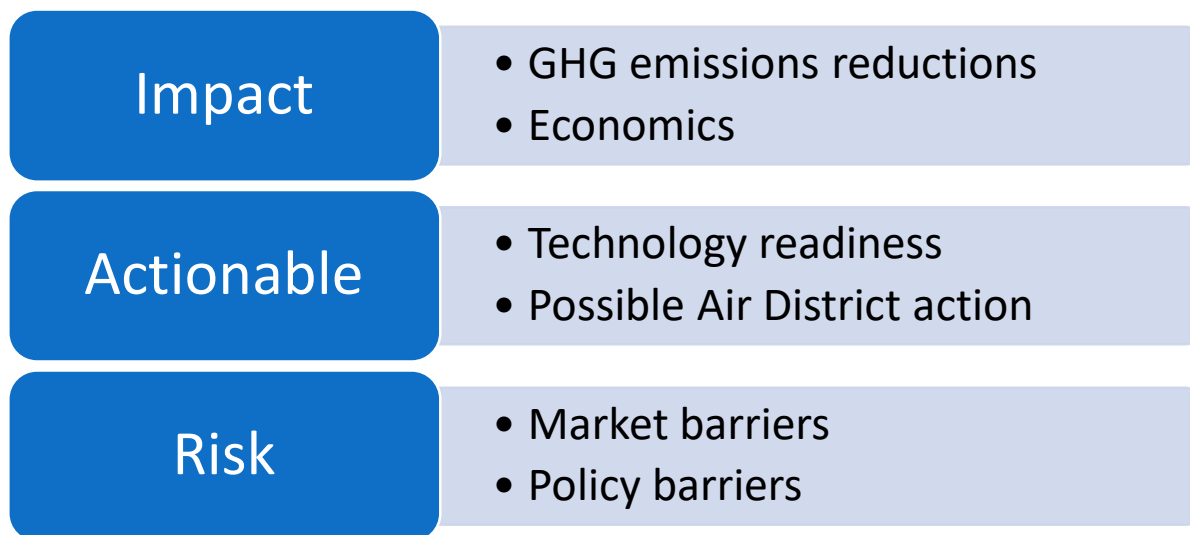 Impact
• GHG emissions reductions
• Economics
Actionable
• Technology readiness
• Possible Air District action
Risk
• Market barriers
• Policy barriers